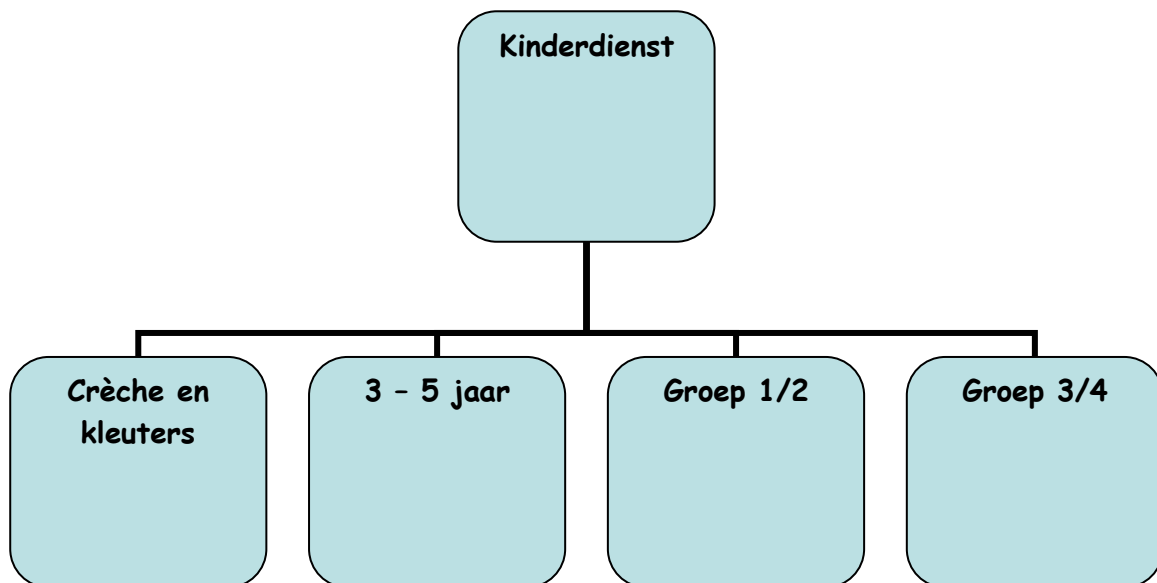 Kinderdienst
Crèche en
kleuters
3 – 5 jaar
Groep 1/2
Groep 3/4